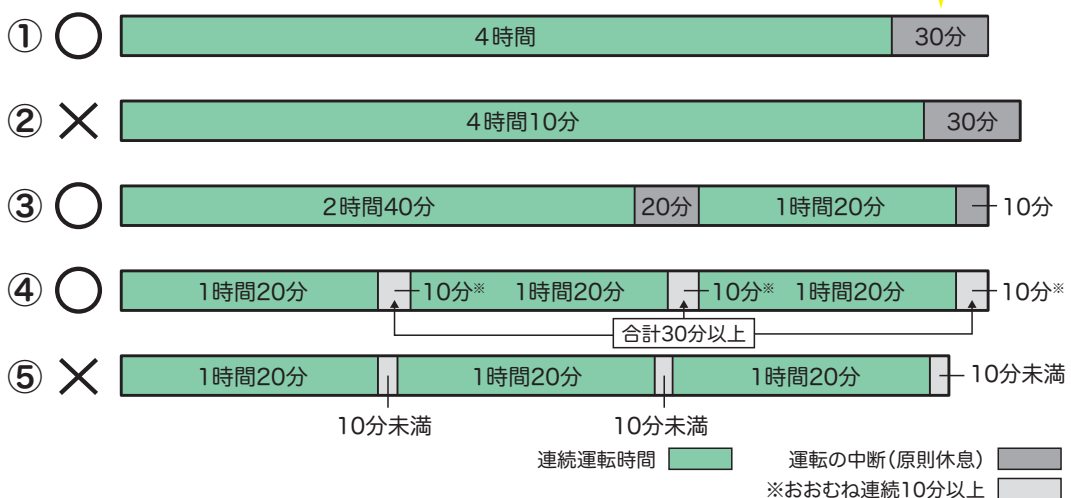 ① ○ 4時間 30分
② × 4時間10分 30分
③ ○ 2時間40分 20分 1時間20分 10分
④ ○ 1時間20分 10分※ 1時間20分 10分※ 1時間20分 10分※
合計30分以上
⑤ × 1時間20分 1時間20分 1時間20分 10分未満
10分未満 10分未満
連続運転時間 運転の中断(原則休息)
※おおむね連続10分以上